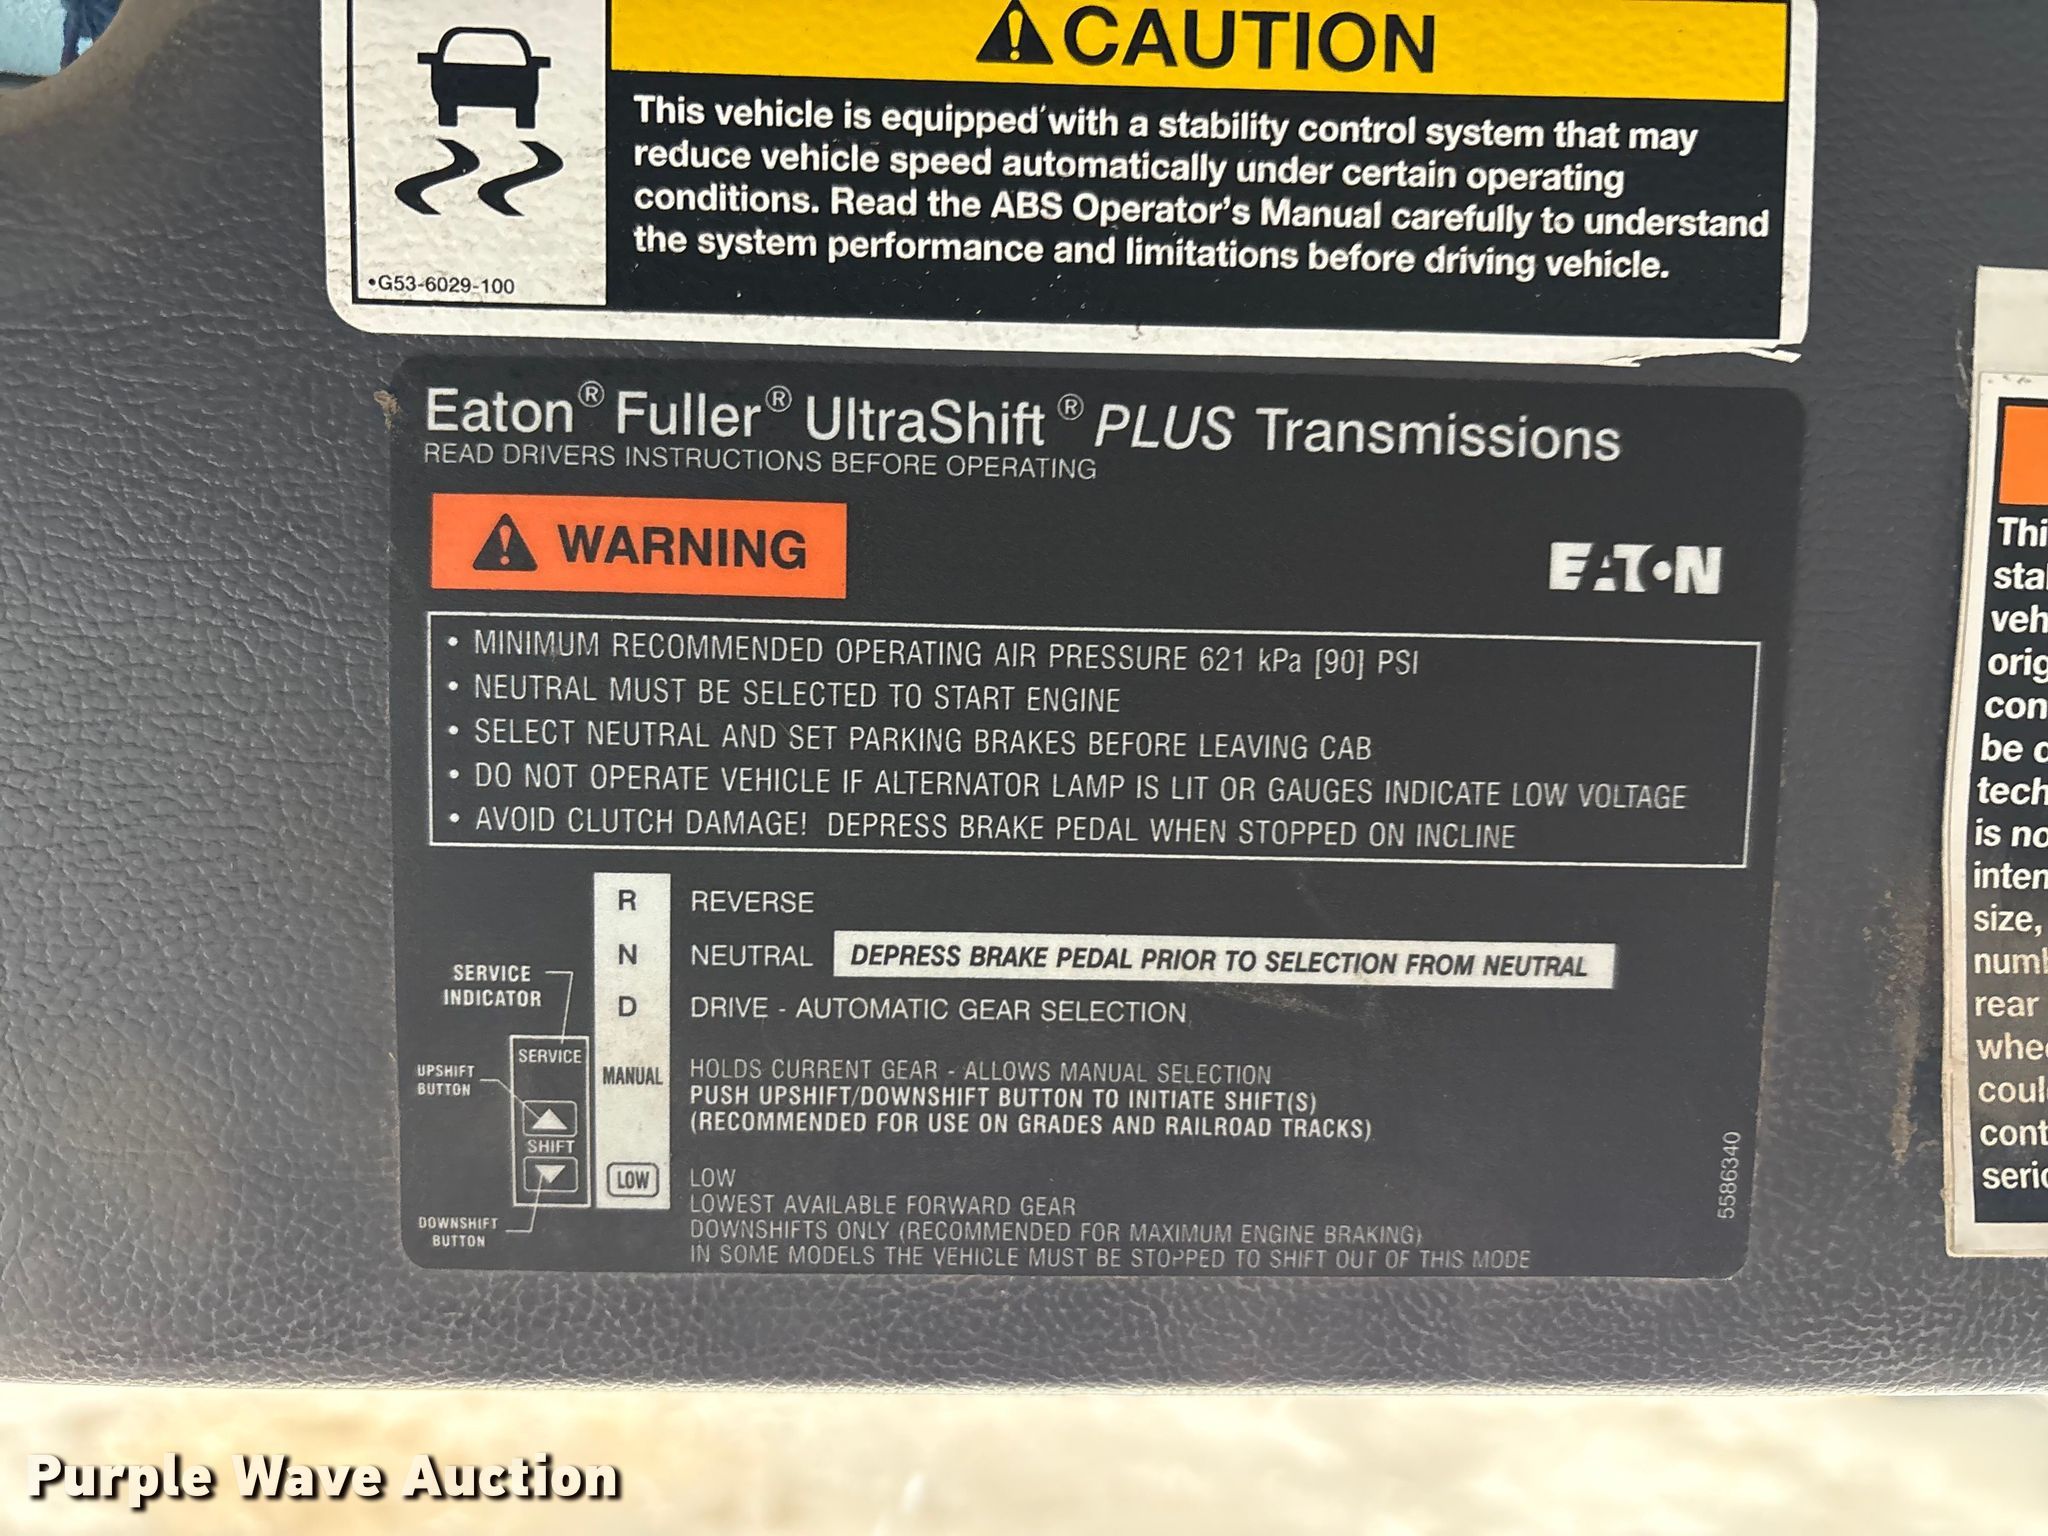 CAUTION
This vehicle is equipped with a stability control system that may
reduce vehicle speed automatically under certain operating
conditions. Read the ABS Operator's Manual carefully to understand
the system performance and limitations before driving vehicle.
•G53-6029-100
Eaton® Fuller® UltraShift® PLUS Transmissions
READ DRIVERS INSTRUCTIONS BEFORE OPERATING
WARNING
EATON
• MINIMUM RECOMMENDED OPERATING AIR PRESSURE 621 kPa [90] PSI
• NEUTRAL MUST BE SELECTED TO START ENGINE
• SELECT NEUTRAL AND SET PARKING BRAKES BEFORE LEAVING CAB
• DO NOT OPERATE VEHICLE IF ALTERNATOR LAMP IS LIT OR GAUGES INDICATE LOW VOLTAGE
• AVOID CLUTCH DAMAGE! DEPRESS BRAKE PEDAL WHEN STOPPED ON INCLINE
R REVERSE
N NEUTRAL DEPRESS BRAKE PEDAL PRIOR TO SELECTION FROM NEUTRAL
D DRIVE - AUTOMATIC GEAR SELECTION
MANUAL HOLDS CURRENT GEAR - ALLOWS MANUAL SELECTION
PUSH UPSHIFT/DOWNSHIFT BUTTON TO INITIATE SHIFT(S)
(RECOMMENDED FOR USE ON GRADES AND RAILROAD TRACKS)
LOW LOW
LOWEST AVAILABLE FORWARD GEAR
DOWNSHIFTS ONLY (RECOMMENDED FOR MAXIMUM ENGINE BRAKING)
IN SOME MODELS THE VEHICLE MUST BE STOPPED TO SHIFT OUT OF THIS MODE
SERVICE
INDICATOR
SERVICE
UPSHIFT
BUTTON
SHIFT
DOWNSHIFT
BUTTON
5586340
is no
size,
rear
Purple Wave Auction